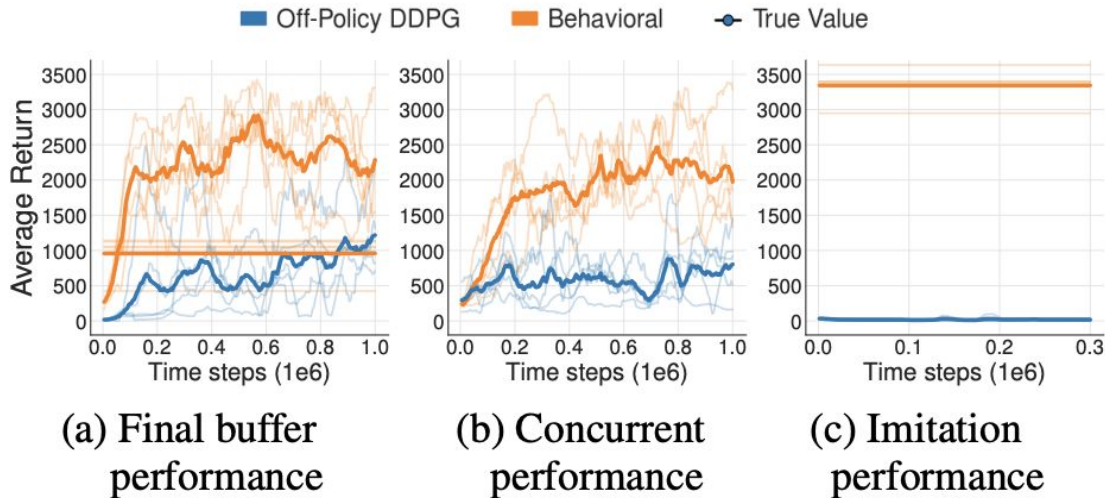 Off-Policy DDPG Behavioral True Value
Average Return
3500
3000
2500
2000
1500
1000
500
0
0.0 0.2 0.4 0.6 0.8 1.0
Time steps (1e6)
(a) Final buffer
performance
3500
3000
2500
2000
1500
1000
500
0
0.0 0.2 0.4 0.6 0.8 1.0
Time steps (1e6)
(b) Concurrent
performance
3500
3000
2500
2000
1500
1000
500
0
0.0 0.1 0.2 0.3
Time steps (1e6)
(c) Imitation
performance